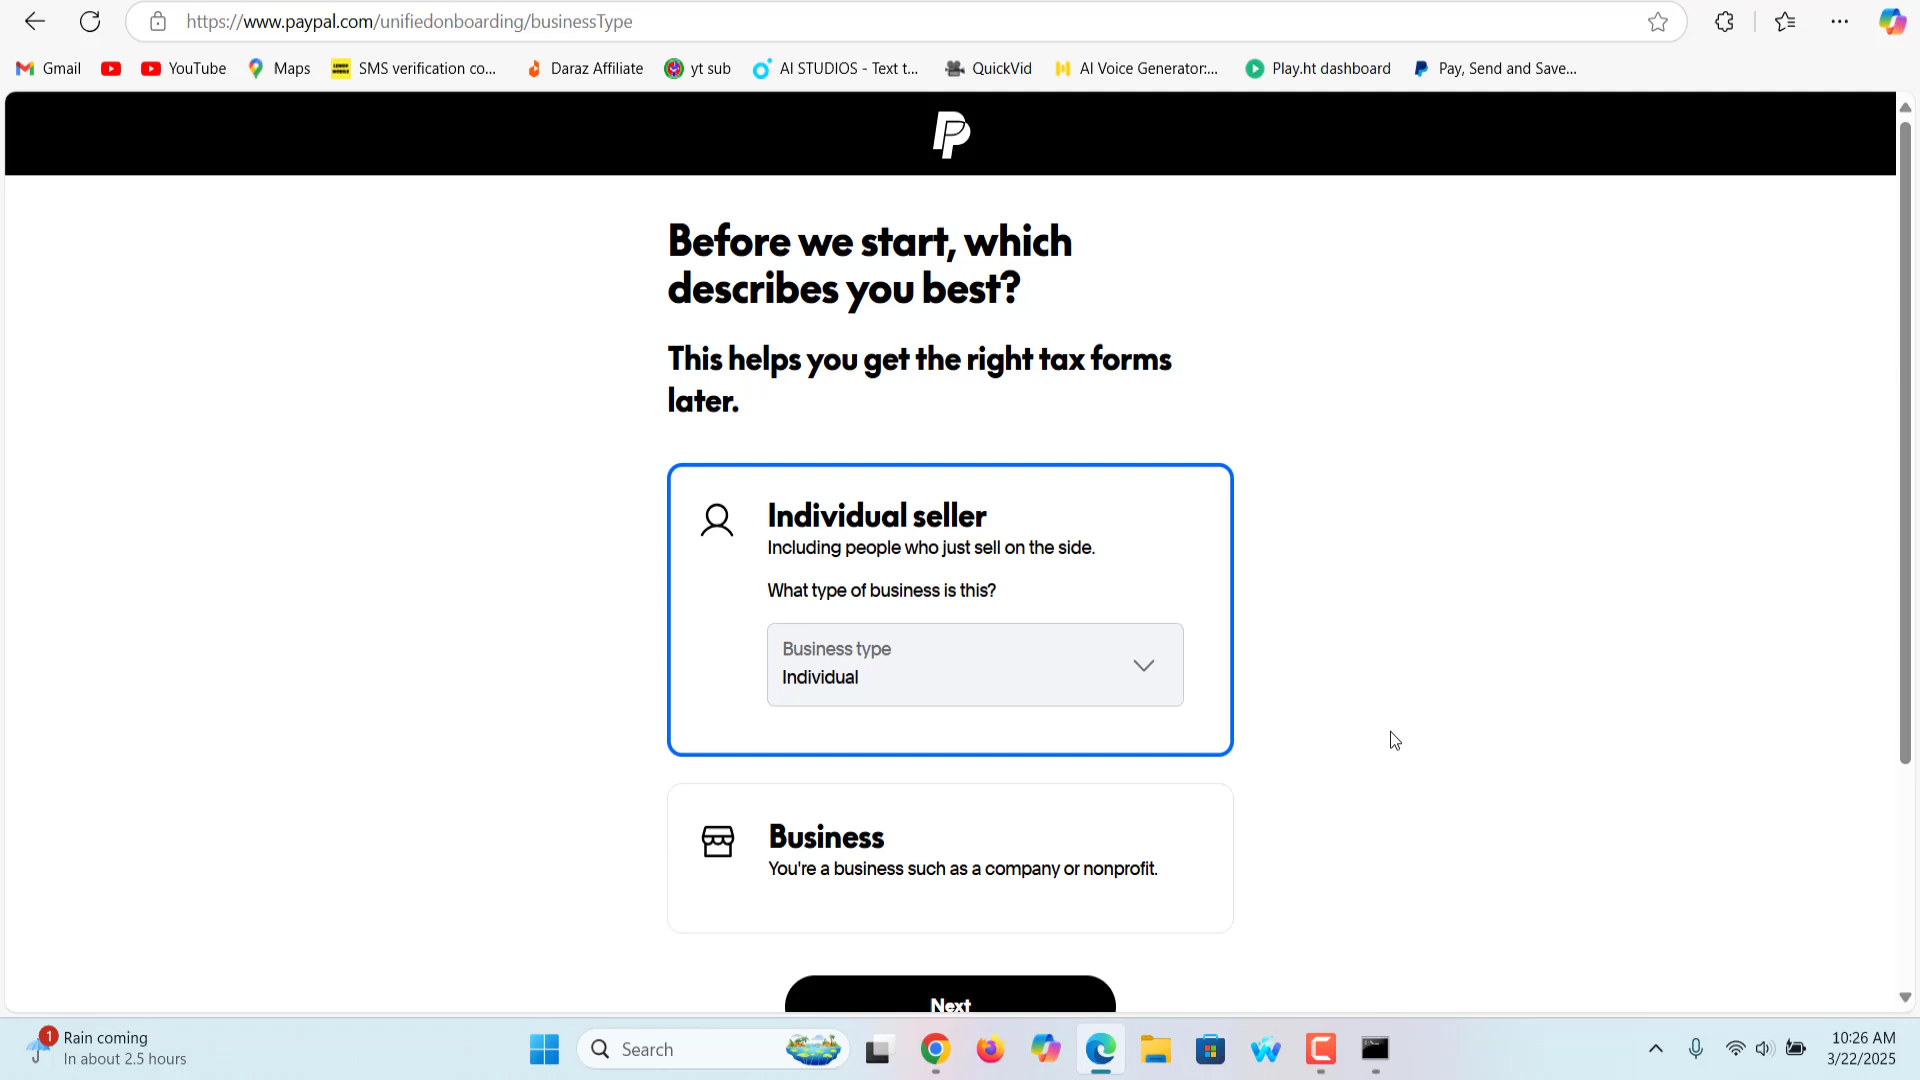 https://www.paypal.com/unifiedonboarding/businessType
Gmail
YouTube
Maps
SMS verification co...
Daraz Affiliate
yt sub
AI STUDIOS - Text t...
QuickVid
AI Voice Generator:...
Play.ht dashboard
Pay, Send and Save...
Before we start, which
describes you best?
This helps you get the right tax forms
later.
Individual seller
Including people who just sell on the side.
What type of business is this?
Business type
Individual
Business
You're a business such as a company or nonprofit.
Next
1
Rain coming
In about 2.5 hours
Search
10:26 AM
3/22/2025